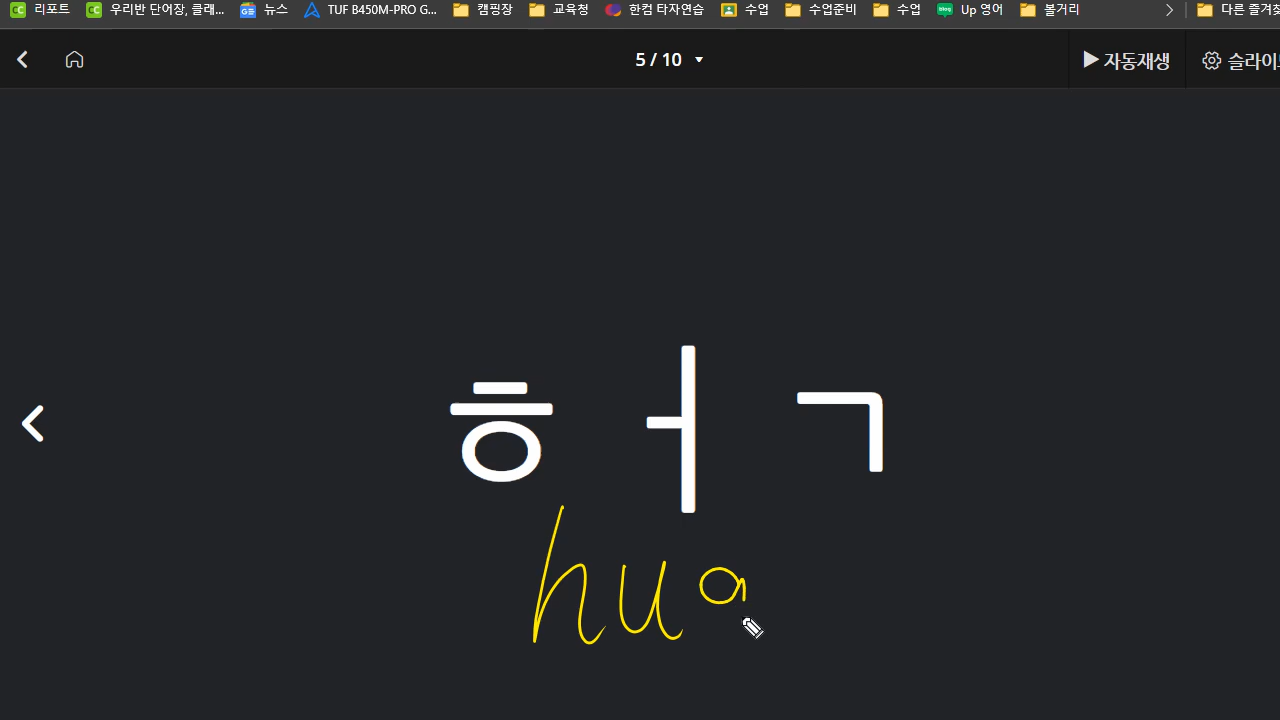 리포트 우리반 단어장, 클래... 뉴스 TUF B450M-PRO G... 캠핑장 교육청 한컴 타자연습 수업 수업준비 수업 Up 영어 볼거리 다른 즐겨찾
5 / 10 자동재생 슬라이드
ㅎ ㅓ ㄱ
hua